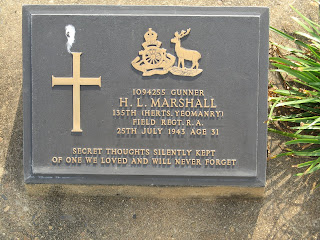 1094255 GUNNER
H. L. MARSHALL
135TH (HERTS. YEOMANRY)
FIELD REGT. R.A.
25TH JULY 1943 AGE 31
SECRET THOUGHTS SILENTLY KEPT
OF ONE WE LOVED AND WILL NEVER FORGET